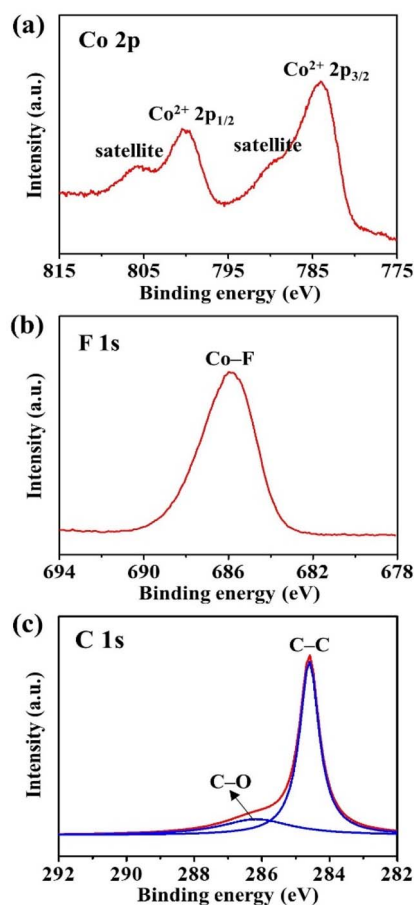 (a) Co 2p
Co²⁺ 2p₃/₂
Co²⁺ 2p₁/₂
satellite
satellite
Intensity (a.u.)
815 805 795 785 775
Binding energy (eV)
(b) F 1s
Co–F
Intensity (a.u.)
694 690 686 682 678
Binding energy (eV)
(c) C 1s
C–C
C–O
Intensity (a.u.)
292 290 288 286 284 282
Binding energy (eV)